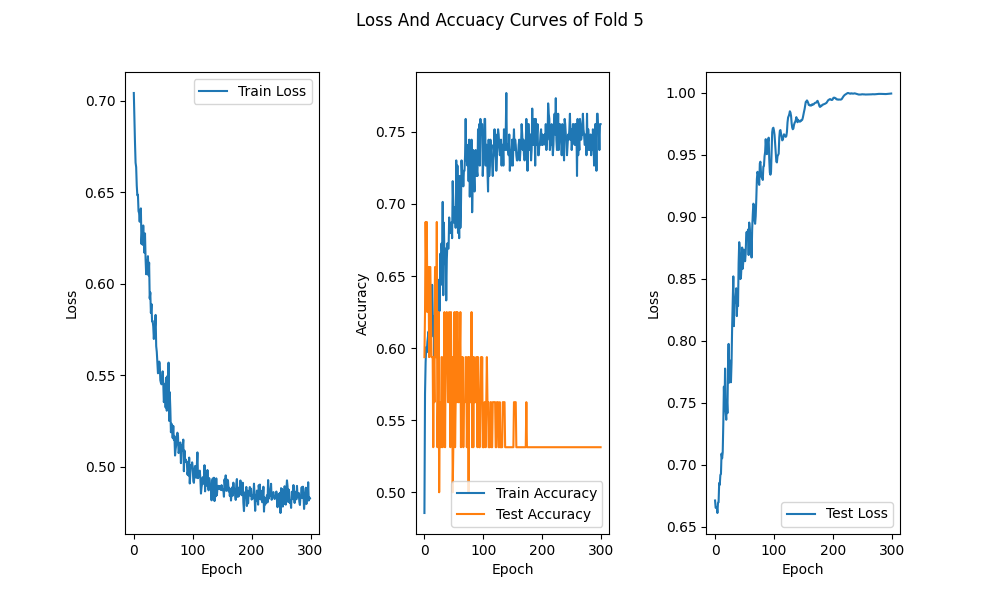 Loss And Accuacy Curves of Fold 5
Loss
0.70
0.65
0.60
0.55
0.50
Train Loss
0 100 200 300
Epoch
Accuracy
0.75
0.70
0.65
0.60
0.55
0.50
Train Accuracy
Test Accuracy
0 100 200 300
Epoch
Loss
1.00
0.95
0.90
0.85
0.80
0.75
0.70
0.65
Test Loss
0 100 200 300
Epoch